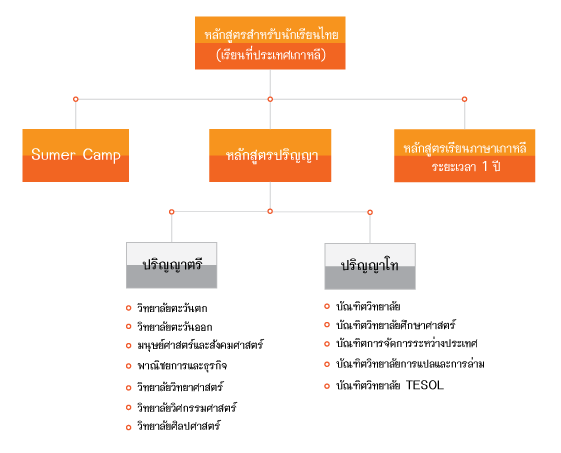 หลักสูตรสำหรับนักเรียนไทย
(เรียนที่ประเทศเกาหลี)
Sumer Camp
หลักสูตรปริญญา
หลักสูตรเรียนภาษาเกาหลี
ระยะเวลา 1 ปี
ปริญญาตรี
วิทยาลัยตะวันตก
วิทยาลัยตะวันออก
มนุษย์ศาสตร์และสังคมศาสตร์
พาณิชยการและธุรกิจ
วิทยาลัยวิทยาศาสตร์
วิทยาลัยวิศกรรมศาสตร์
วิทยาลัยศิลปศาสตร์
ปริญญาโท
บัณฑิตวิทยาลัย
บัณฑิตวิทยาลัยศึกษาศาสตร์
บัณฑิตการจัดการระหว่างประเทศ
บัณฑิตวิทยาลัยการแปลและการล่าม
บัณฑิตวิทยาลัย TESOL